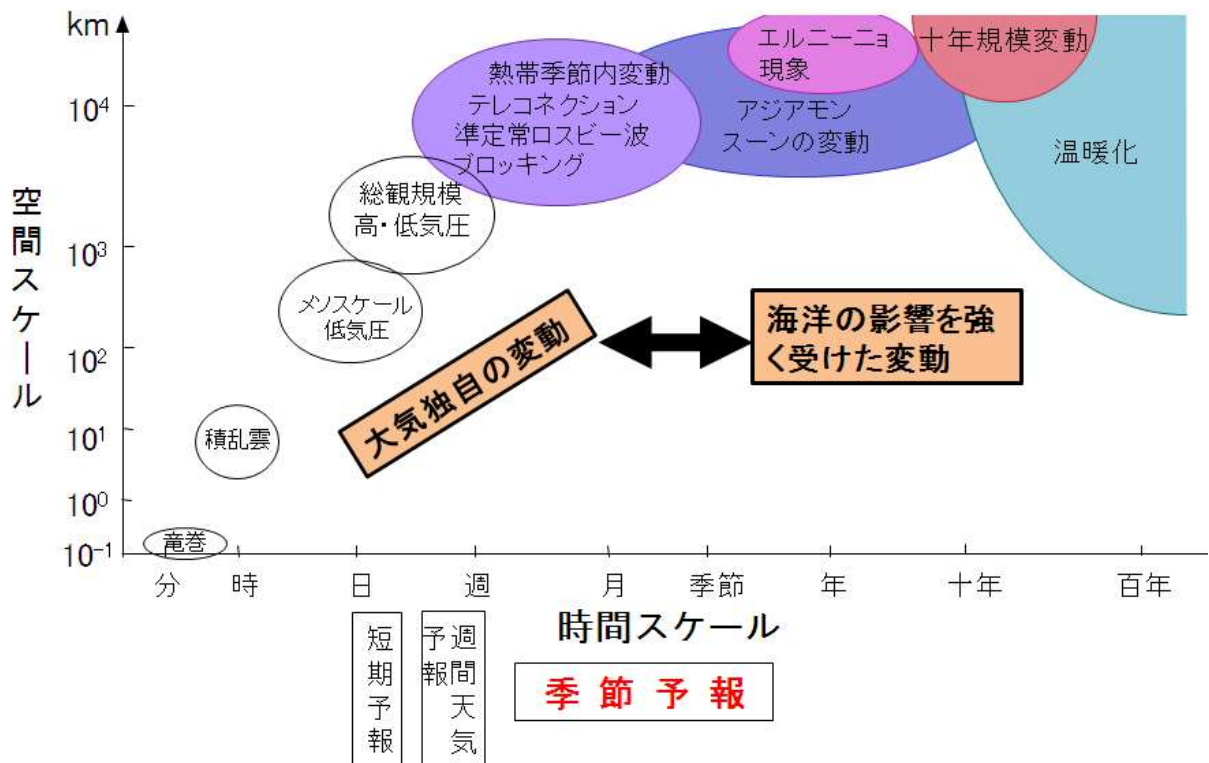 km
10⁴
10³
10²
10¹
10⁰
10⁻¹
空間スケール
熱帯季節内変動
テレコネクション
準定常ロスビー波
ブロッキング
エルニーニョ
現象
十年規模変動
アジアモン
スーンの変動
温暖化
総観規模
高・低気圧
メソスケール
低気圧
積乱雲
竜巻
大気独自の変動
海洋の影響を強
く受けた変動
分
時
日
週
月
季節
年
十年
百年
時間スケール
短期予報
週間天気
予報
季節予報